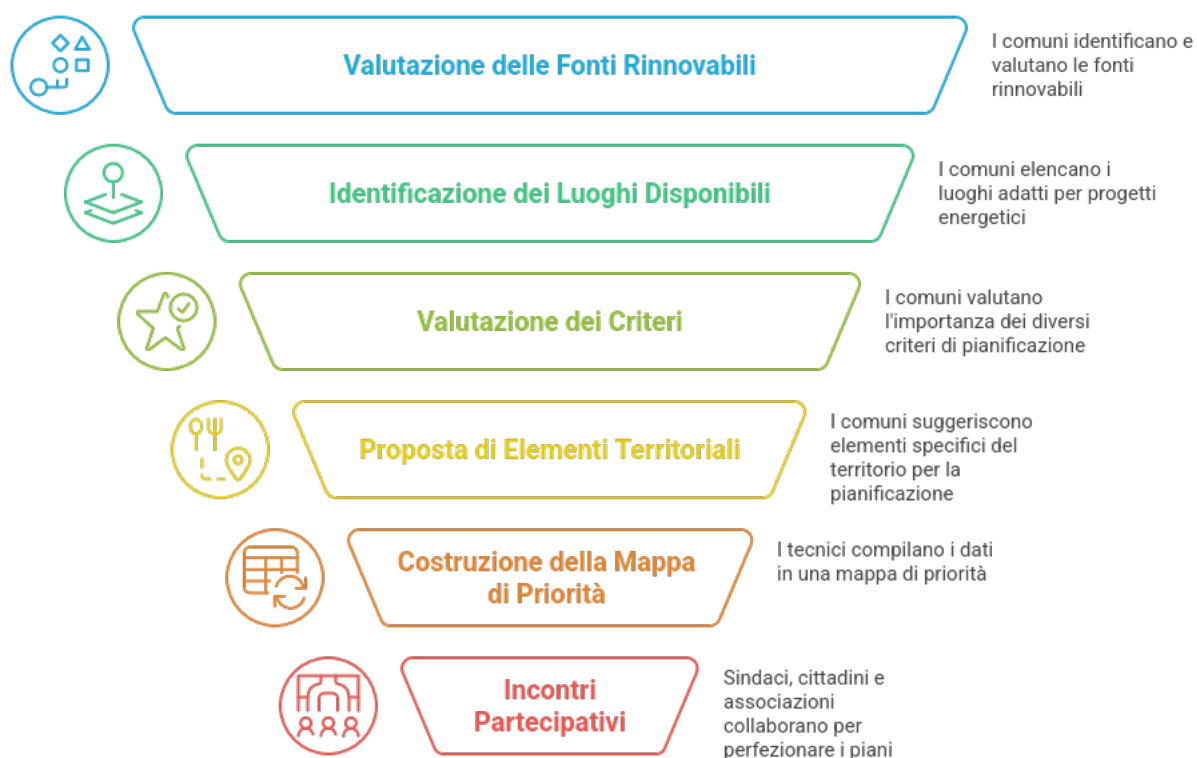 Valutazione delle Fonti Rinnovabili
I comuni identificano e
valutano le fonti
rinnovabili
Identificazione dei Luoghi Disponibili
I comuni elencano i
luoghi adatti per progetti
energetici
Valutazione dei Criteri
I comuni valutano
l'importanza dei diversi
criteri di pianificazione
Proposta di Elementi Territoriali
I comuni suggeriscono
elementi specifici del
territorio per la
pianificazione
Costruzione della Mappa
di Priorità
I tecnici compilano i dati
in una mappa di priorità
Incontri
Partecipativi
Sindaci, cittadini e
associazioni
collaborano per
perfezionare i piani